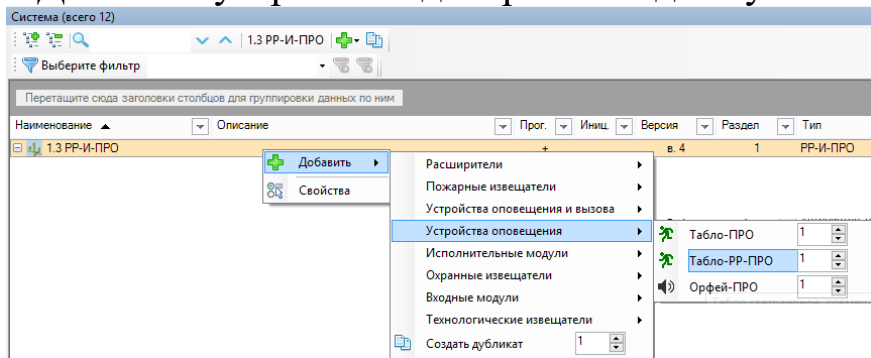 Система (всего 12)
1.3 РР-И-ПРО
Выберите фильтр
Перетащите сюда заголовки столбцов для группировки данных по ним
Наименование Описание Прог. Иниц. Версия Раздел Тип
1.3 РР-И-ПРО + в. 4 1 РР-И-ПРО
Добавить
Свойства
Расширители
Пожарные извещатели
Устройства оповещения и вызова
Устройства оповещения
Исполнительные модули
Охранные извещатели
Входные модули
Технологические извещатели
Создать дубликат 1
Табло-ПРО 1
Табло-РР-ПРО 1
Орфей-ПРО 1